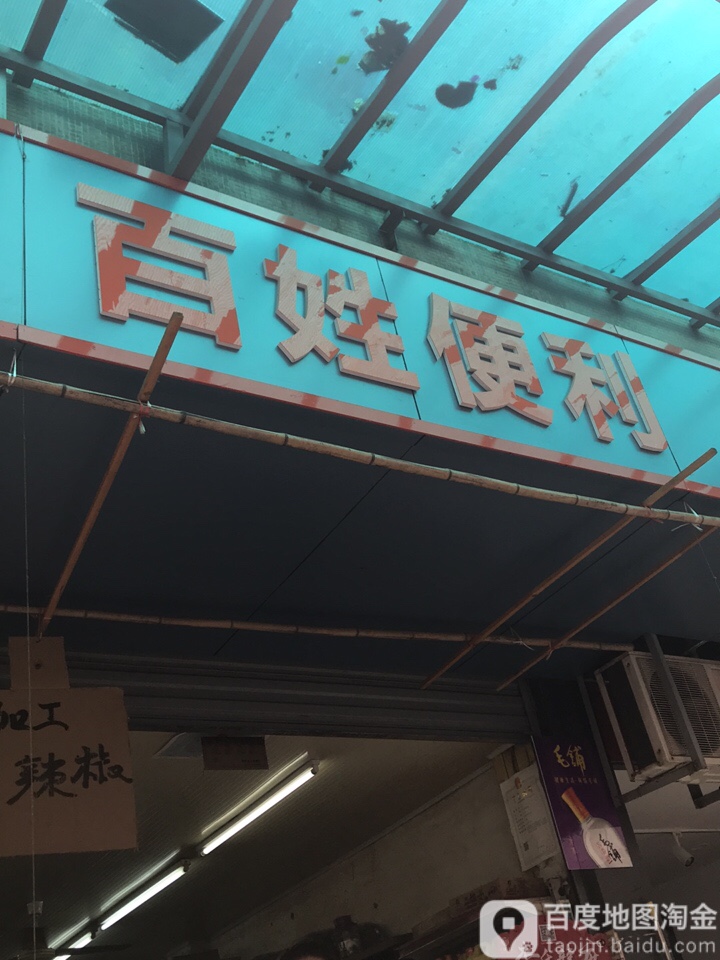 百姓便利
加工
辣椒
毛铺
百度地图淘金
taojin.baidu.com